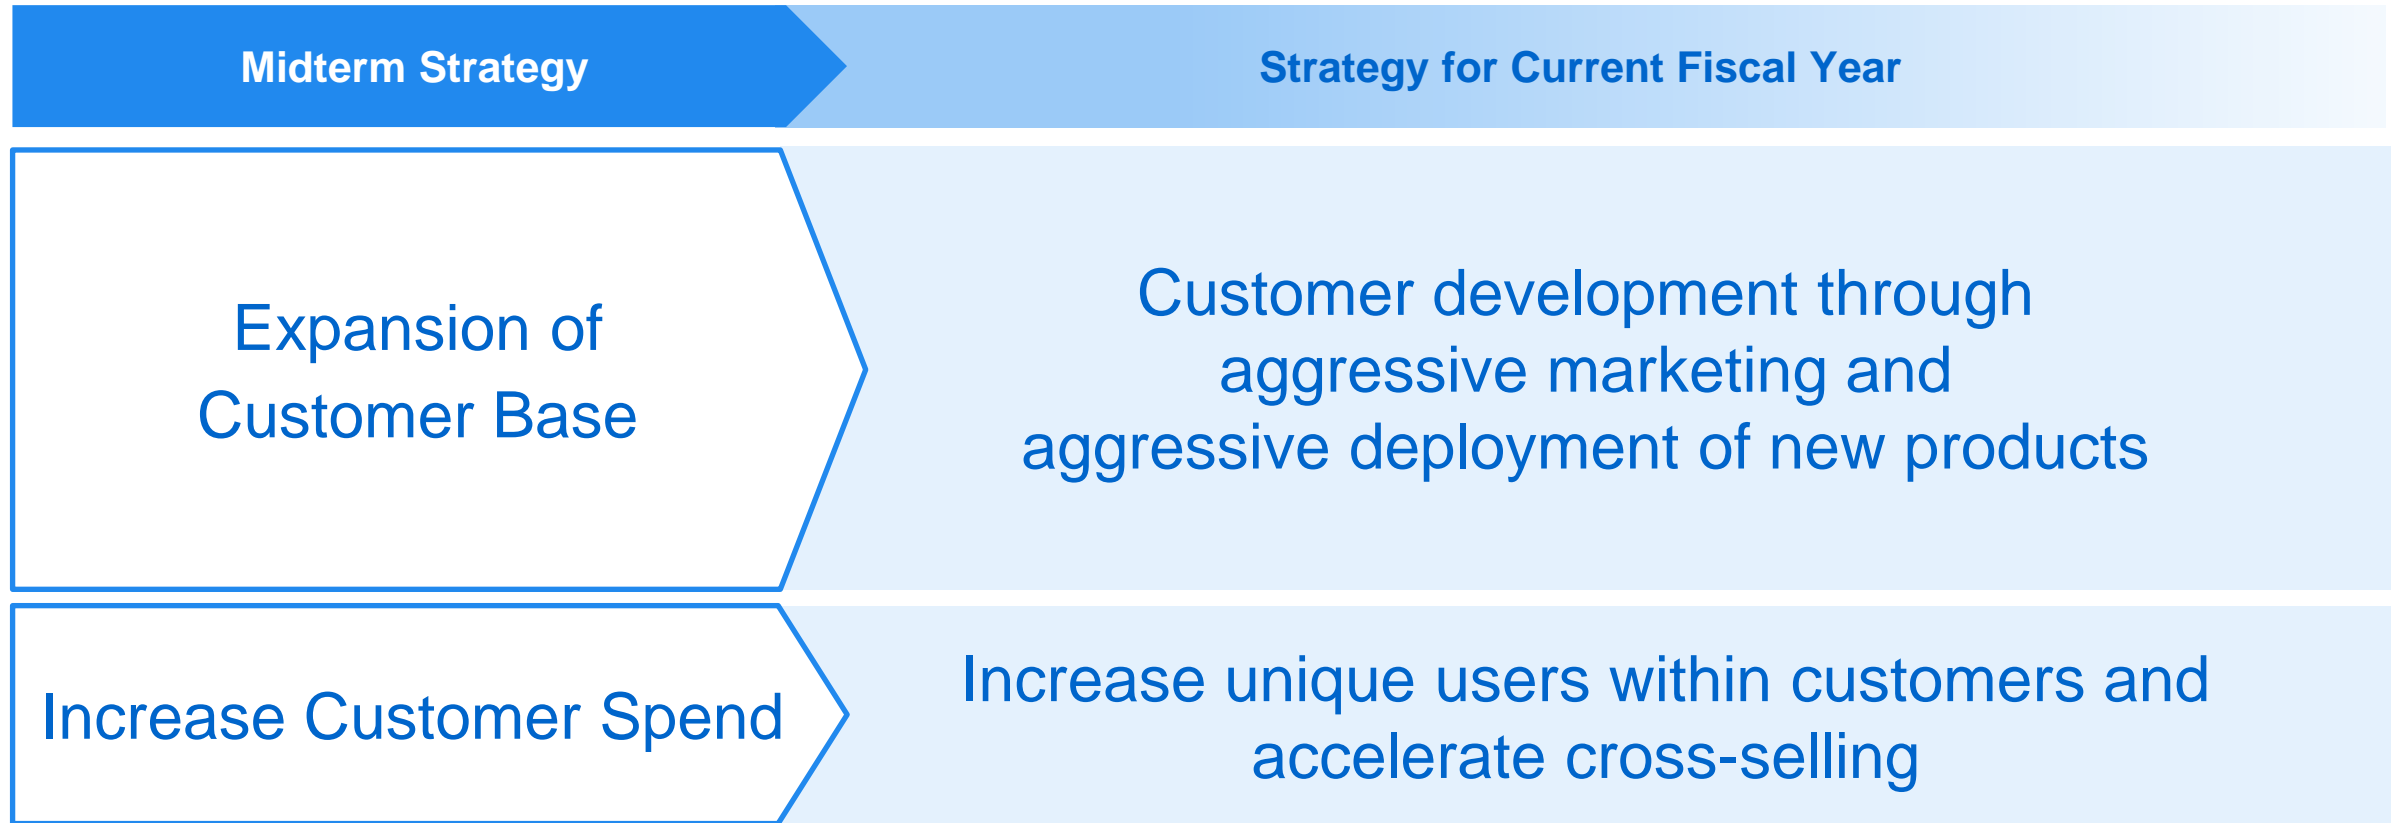 Midterm Strategy
Strategy for Current Fiscal Year
Expansion of
Customer Base
Customer development through
aggressive marketing and
aggressive deployment of new products
Increase Customer Spend
Increase unique users within customers and
accelerate cross-selling